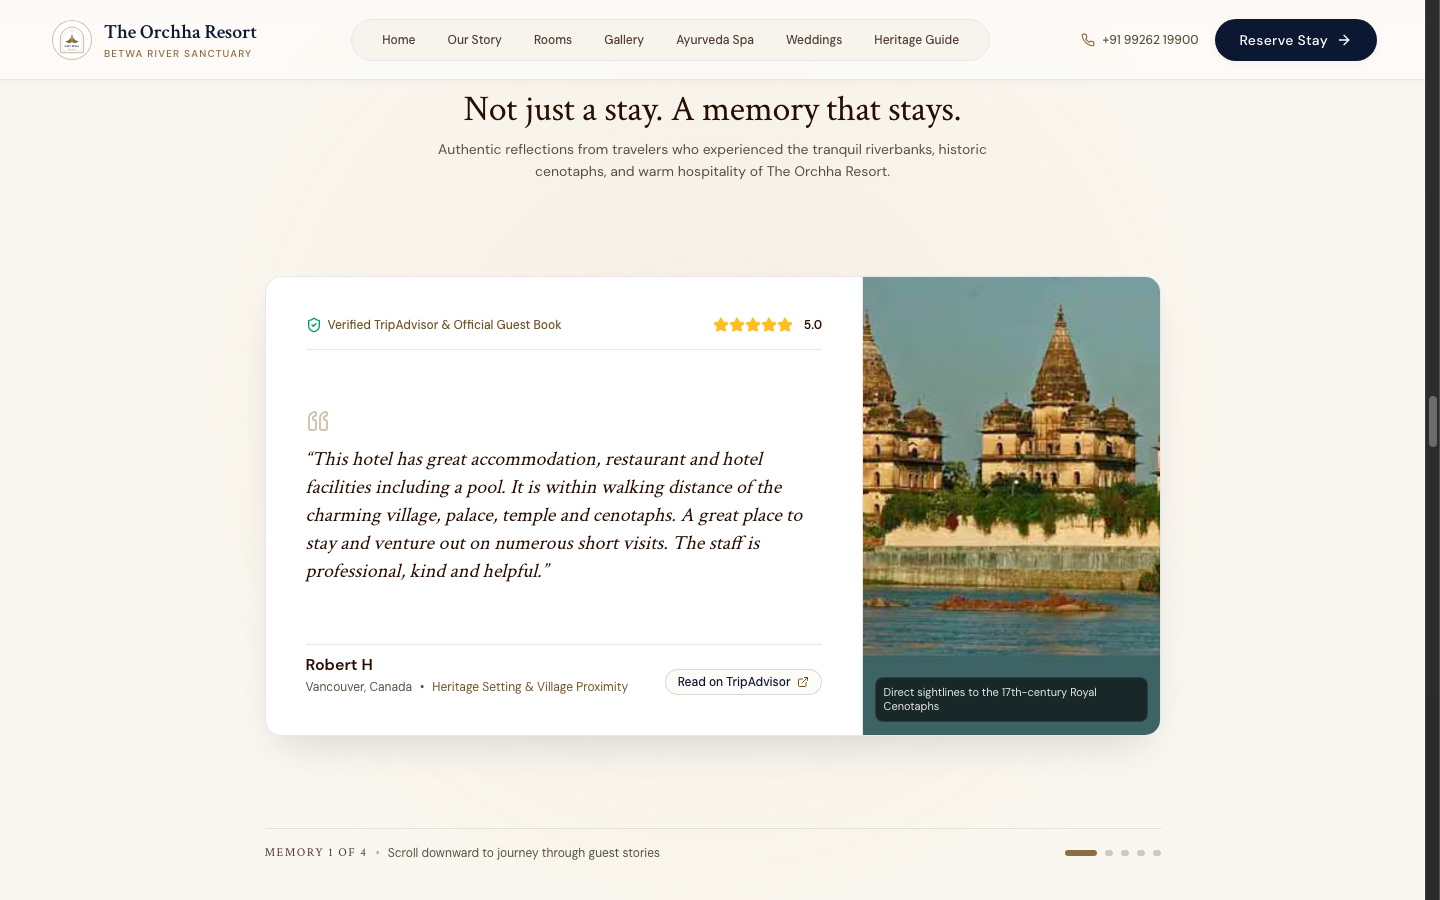 The Orchha Resort
BETWA RIVER SANCTUARY
Home
Our Story
Rooms
Gallery
Ayurveda Spa
Weddings
Heritage Guide
+91 99262 19900
Reserve Stay
Not just a stay. A memory that stays.
Authentic reflections from travelers who experienced the tranquil riverbanks, historic
cenotaphs, and warm hospitality of The Orchha Resort.
Verified TripAdvisor & Official Guest Book
5.0
“This hotel has great accommodation, restaurant and hotel
facilities including a pool. It is within walking distance of the
charming village, palace, temple and cenotaphs. A great place to
stay and venture out on numerous short visits. The staff is
professional, kind and helpful.”
Robert H
Vancouver, Canada • Heritage Setting & Village Proximity
Read on TripAdvisor
Direct sightlines to the 17th-century Royal
Cenotaphs
MEMORY 1 OF 4 • Scroll downward to journey through guest stories